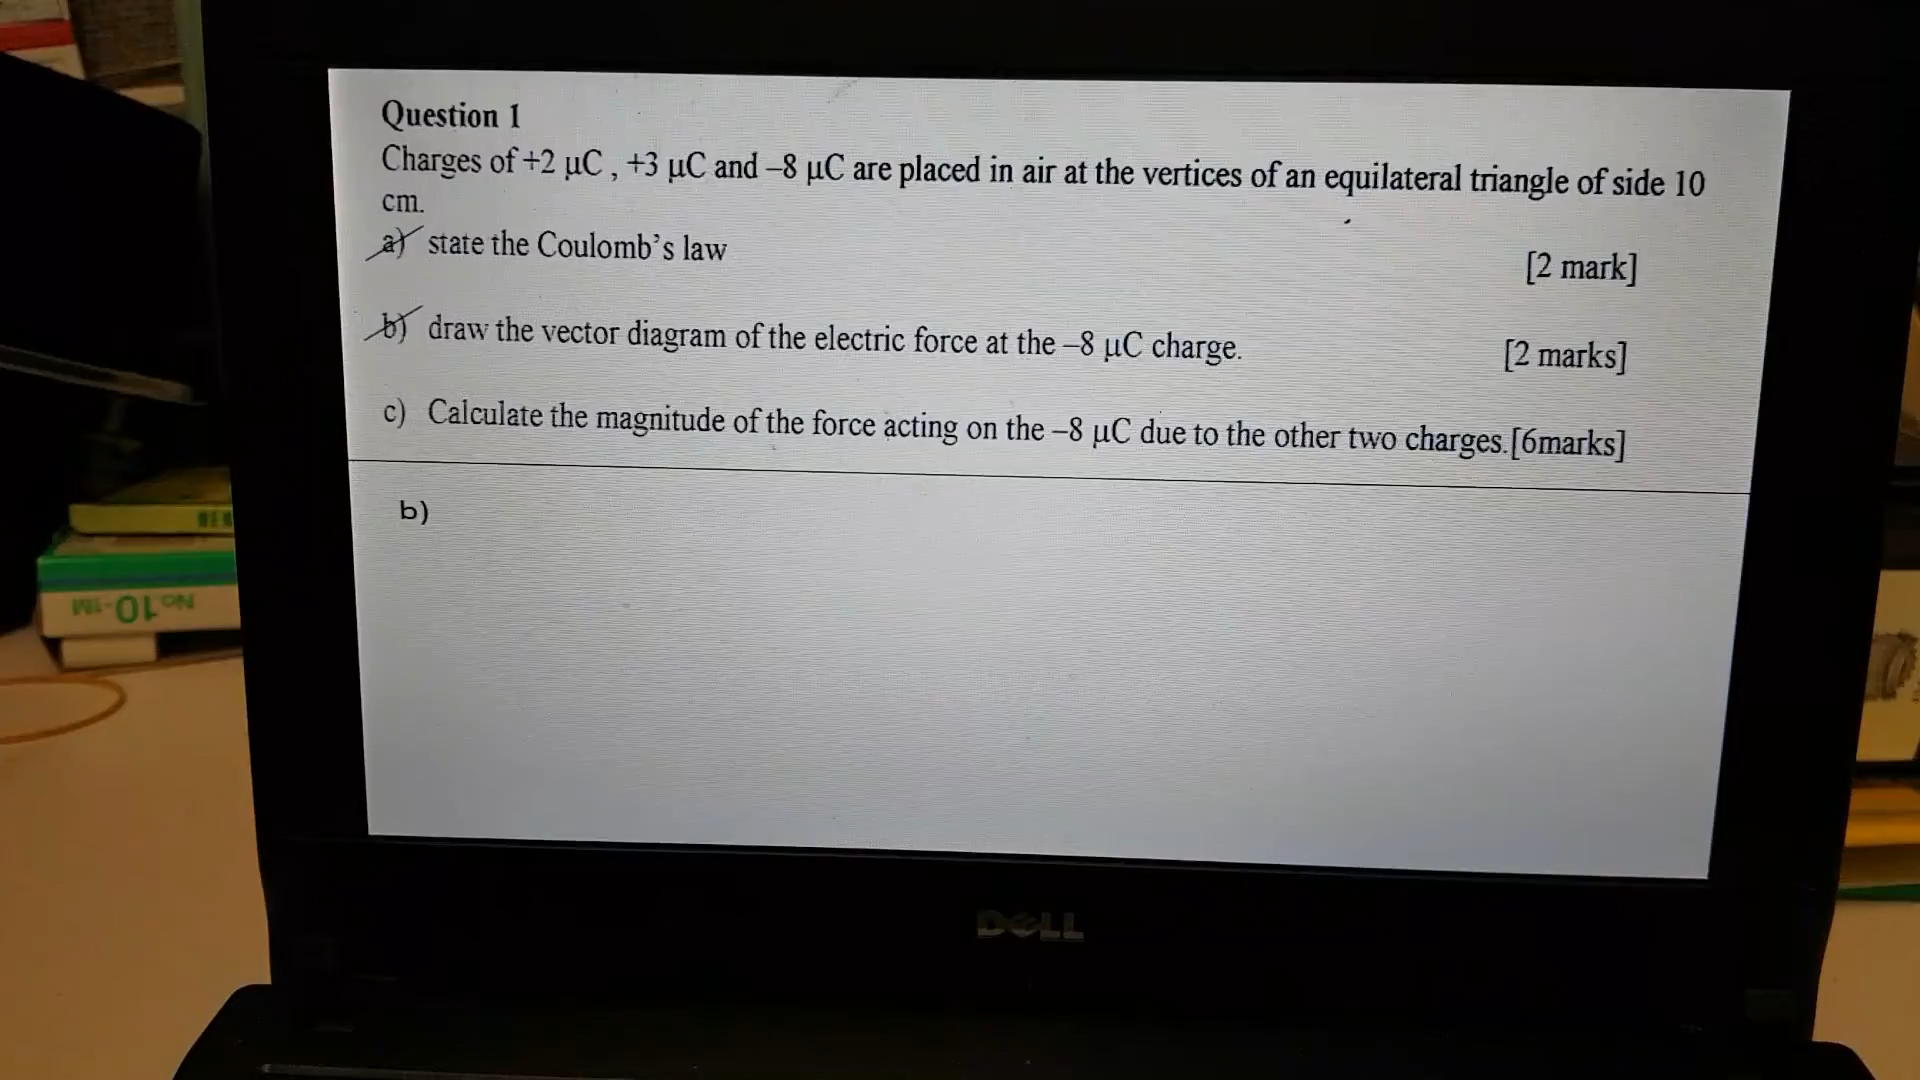 Question 1
Charges of +2 μC , +3 μC and –8 μC are placed in air at the vertices of an equilateral triangle of side 10
cm.
a) state the Coulomb’s law [2 mark]
b) draw the vector diagram of the electric force at the –8 μC charge. [2 marks]
c) Calculate the magnitude of the force acting on the –8 μC due to the other two charges.[6marks]
b)
No.10-1M
DELL